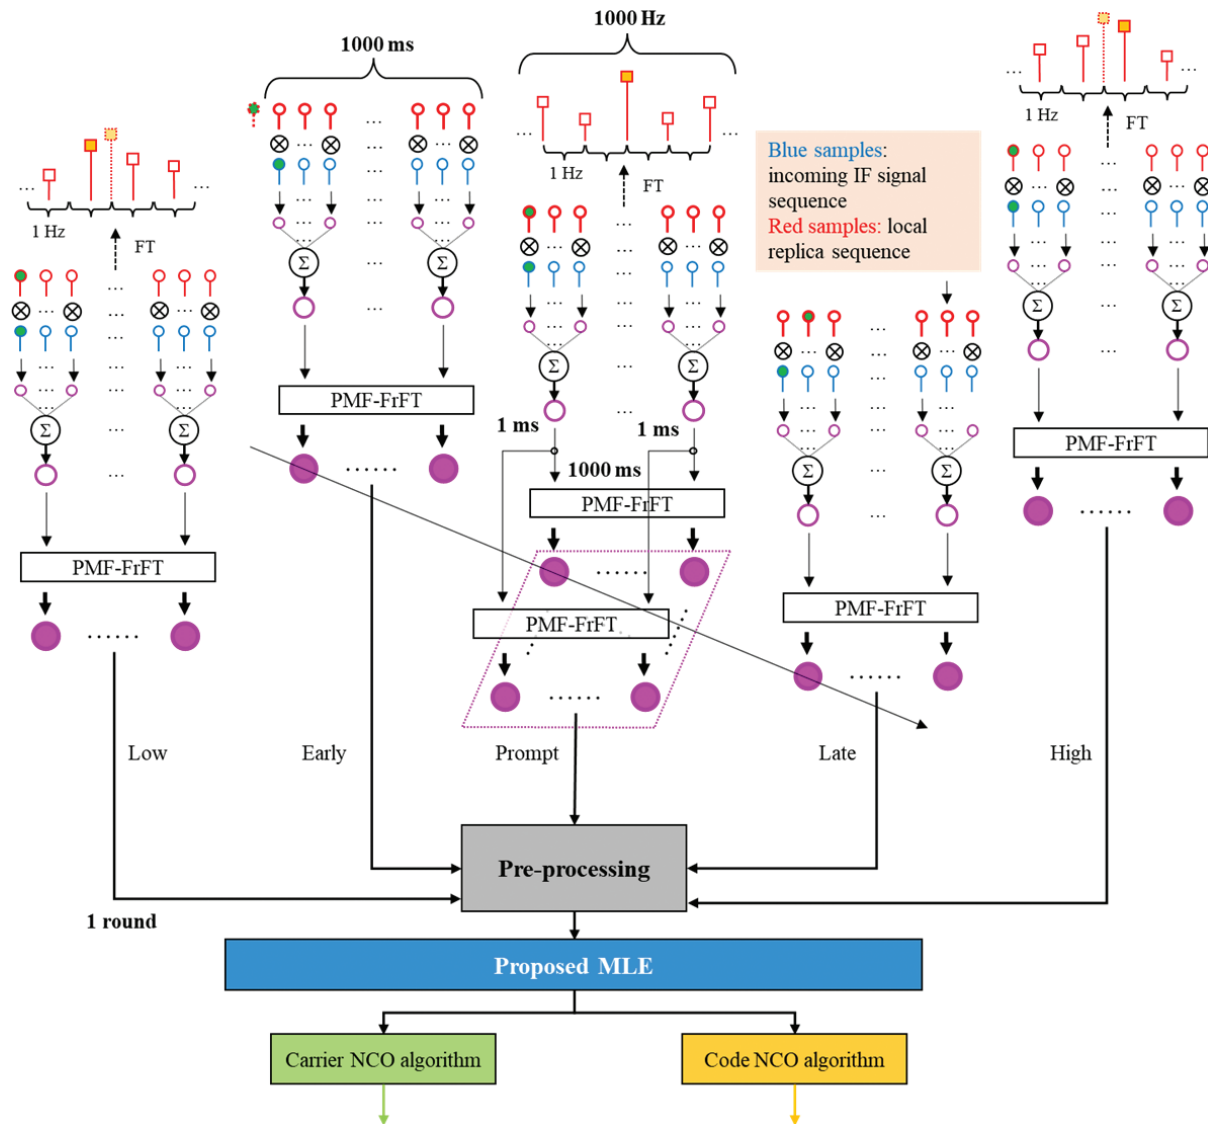 1000 ms
1000 Hz
1 Hz
FT
1 Hz
FT
1 Hz
FT
Blue samples:
incoming IF signal
sequence
Red samples: local
replica sequence
Σ
Σ
Σ
Σ
Σ
Σ
Σ
Σ
Σ
Σ
PMF-FrFT
1 ms
1 ms
PMF-FrFT
1000 ms
PMF-FrFT
PMF-FrFT
PMF-FrFT
PMF-FrFT
Low
Early
Prompt
Late
High
Pre-processing
1 round
Proposed MLE
Carrier NCO algorithm
Code NCO algorithm